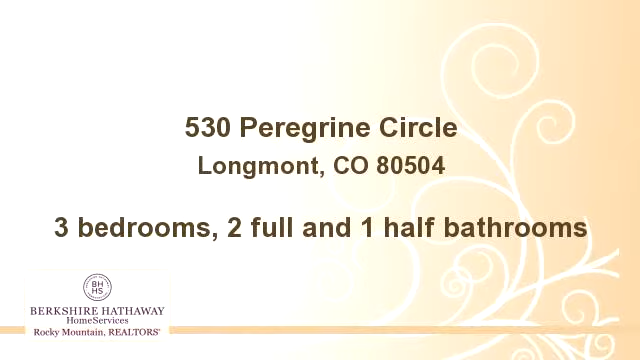 530 Peregrine Circle
Longmont, CO 80504
3 bedrooms, 2 full and 1 half bathrooms
BH
HS
BERKSHIRE HATHAWAY
HomeServices
Rocky Mountain, REALTORS®